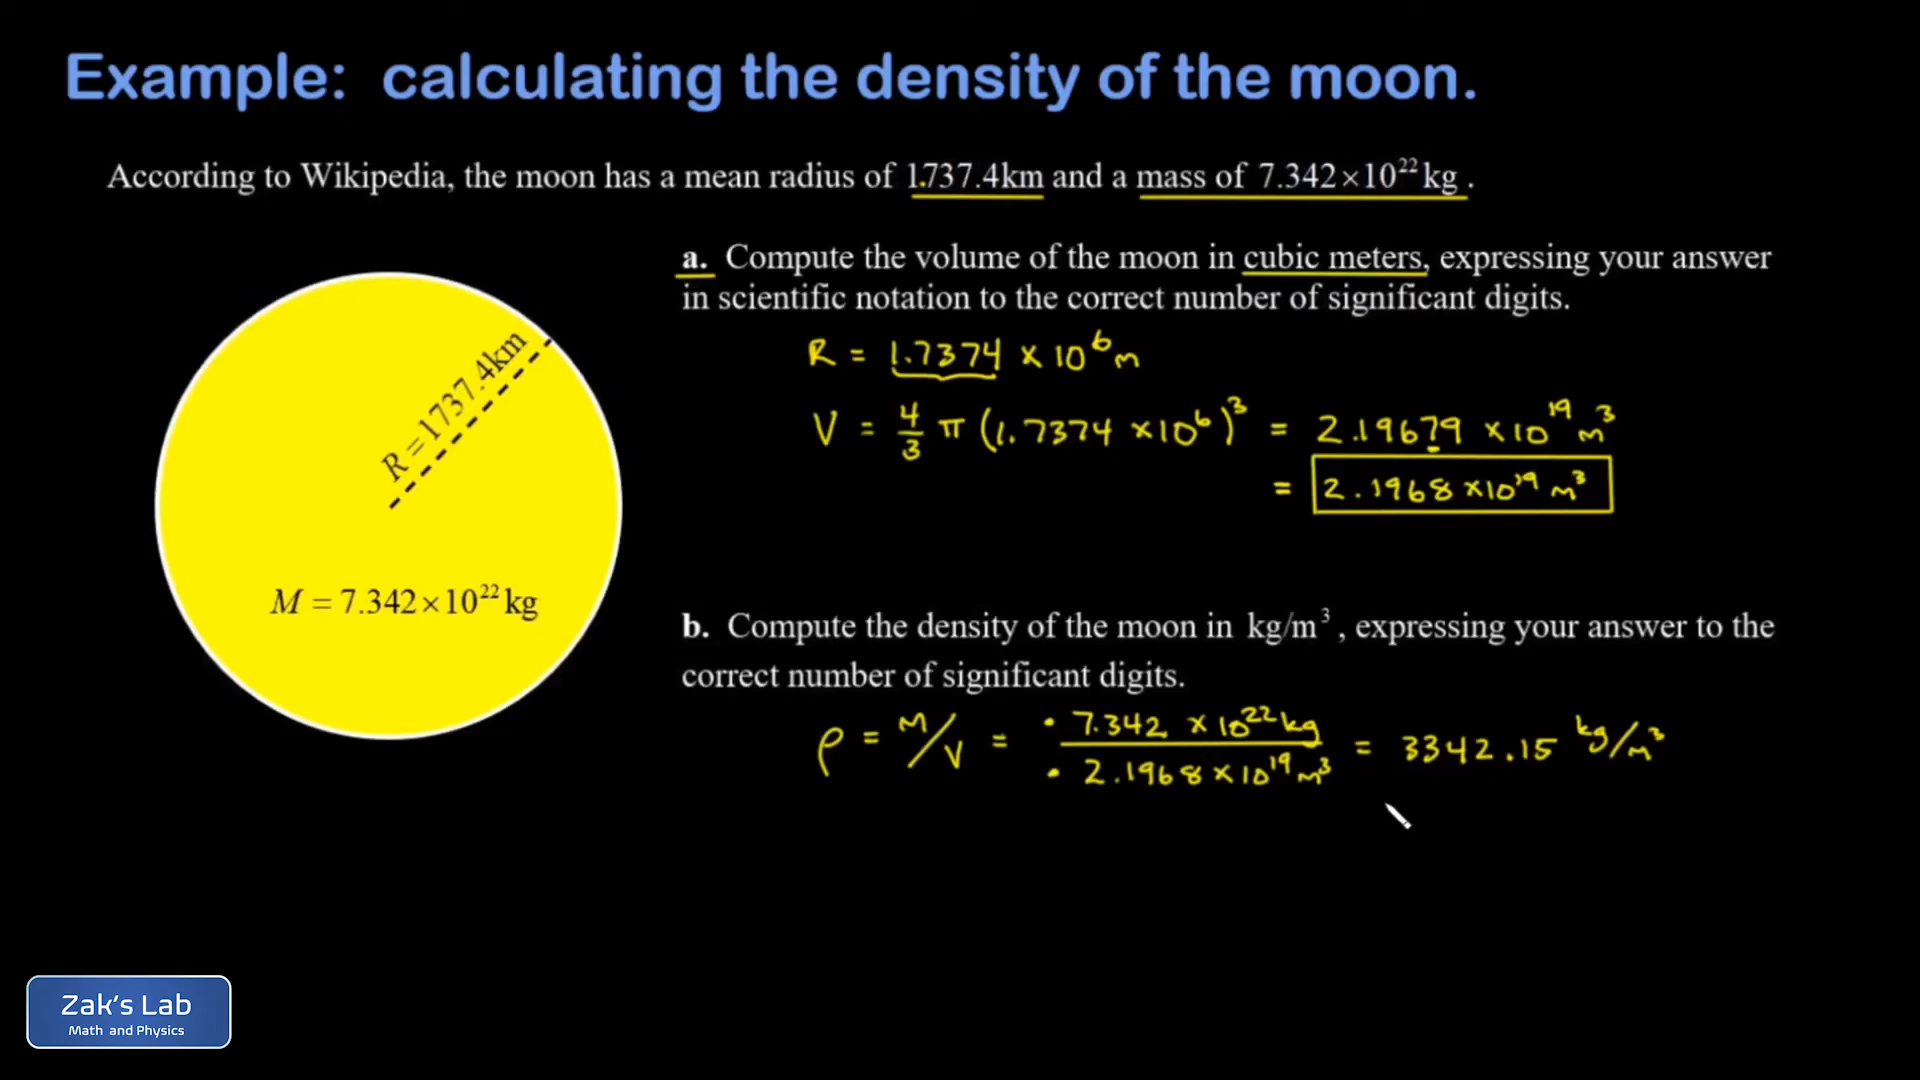 Example: calculating the density of the moon.
According to Wikipedia, the moon has a mean radius of 1737.4km and a mass of 7.342×10²² kg .
a. Compute the volume of the moon in cubic meters, expressing your answer
in scientific notation to the correct number of significant digits.
R = 1.7374 × 10⁶ m
V = 4/3 π (1.7374 ×10⁶)³ = 2.19679 ×10¹⁹ m³
= 2.1968 ×10¹⁹ m³
R = 1737.4km
M = 7.342×10²² kg
b. Compute the density of the moon in kg/m³ , expressing your answer to the
correct number of significant digits.
ρ = M/V = 7.342 × 10²² kg / 2.1968 × 10¹⁹ m³ = 3342.15 kg/m³
Zak's Lab
Math and Physics